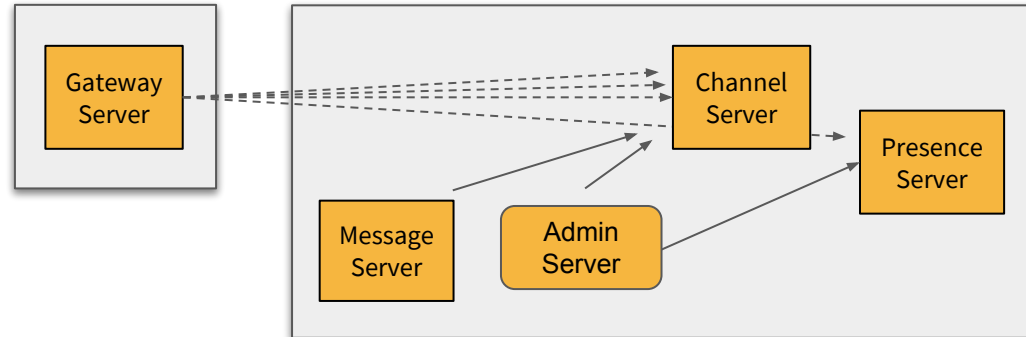 Gateway
Server
Channel
Server
Presence
Server
Message
Server
Admin
Server